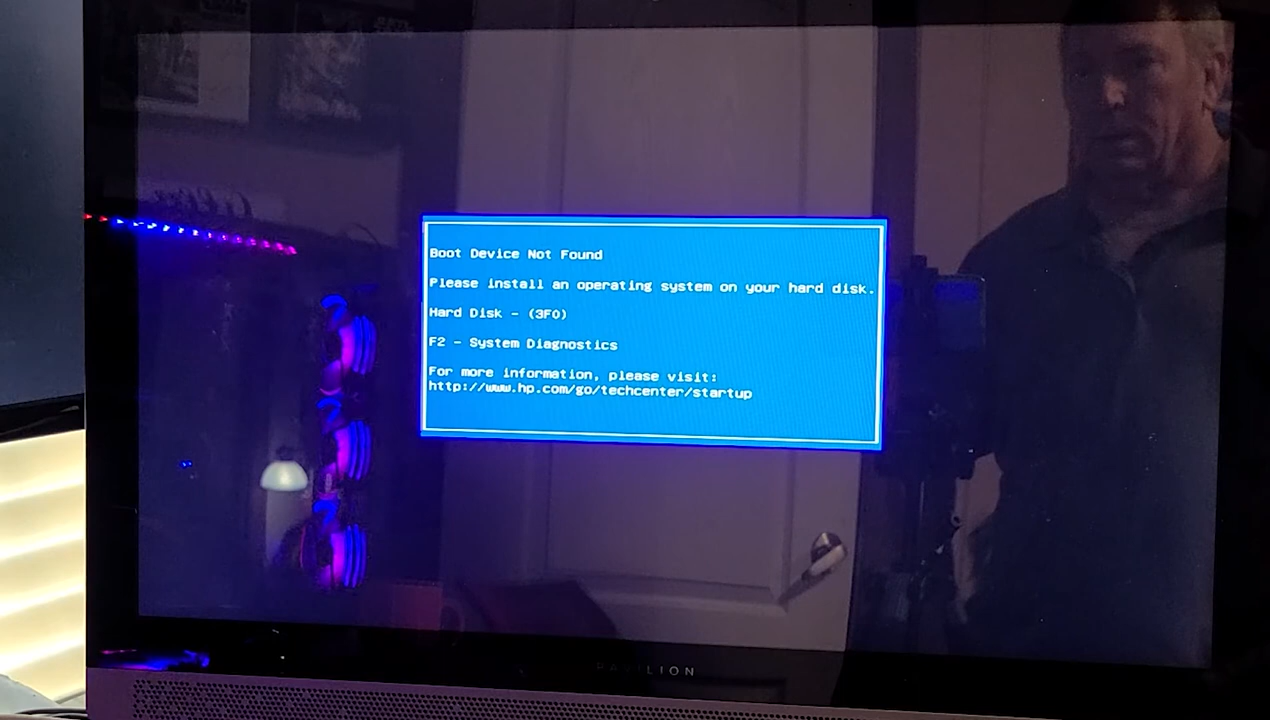 Boot Device Not Found
Please install an operating system on your hard disk.
Hard Disk - (3F0)
F2 - System Diagnostics
For more information, please visit:
http://www.hp.com/go/techcenter/startup
PAVILION